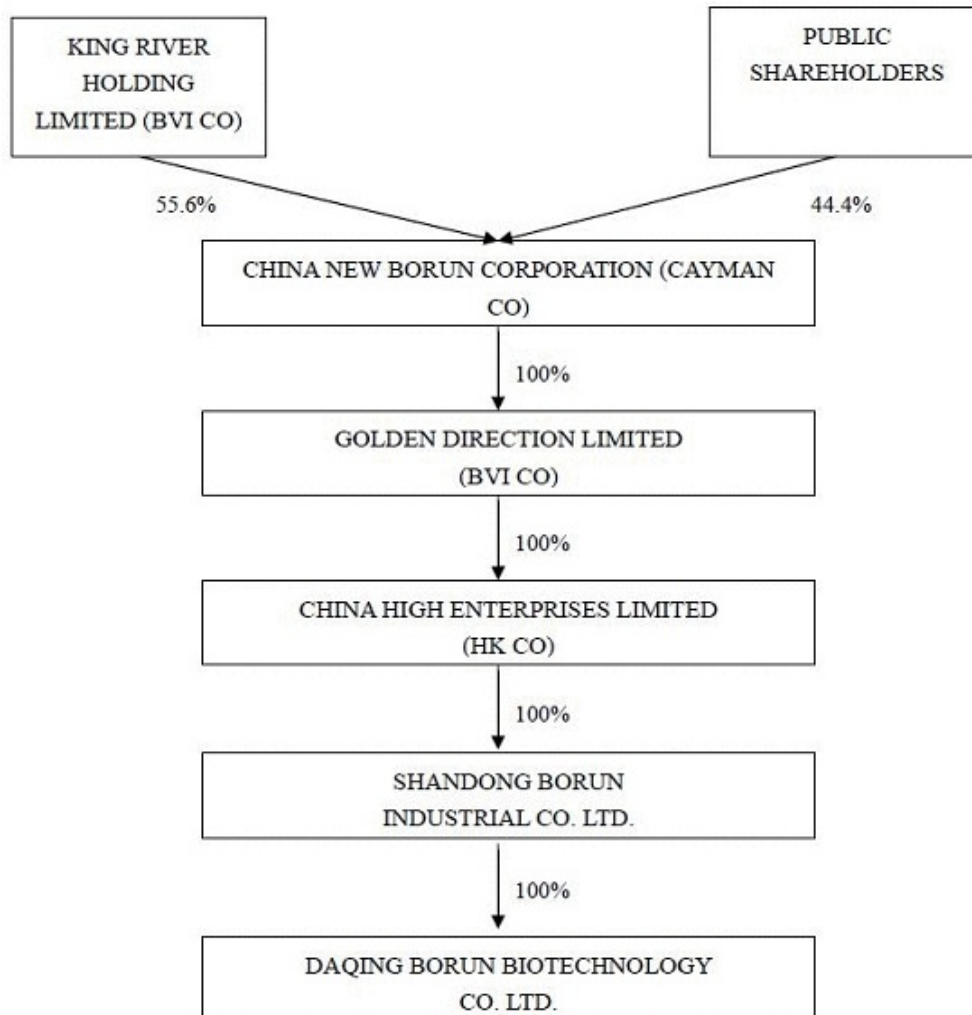 KING RIVER
HOLDING
LIMITED (BVI CO)
PUBLIC
SHAREHOLDERS
55.6%
44.4%
CHINA NEW BORUN CORPORATION (CAYMAN
CO)
100%
GOLDEN DIRECTION LIMITED
(BVI CO)
100%
CHINA HIGH ENTERPRISES LIMITED
(HK CO)
100%
SHANDONG BORUN
INDUSTRIAL CO. LTD.
100%
DAQING BORUN BIOTECHNOLOGY
CO. LTD.